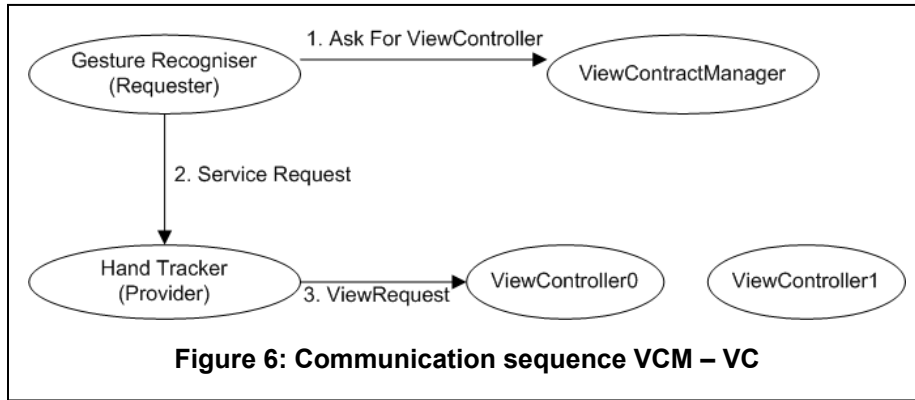 1. Ask For ViewController
Gesture Recogniser
(Requester)
ViewContractManager
2. Service Request
Hand Tracker
(Provider)
3. ViewRequest
ViewController0
ViewController1
Figure 6: Communication sequence VCM – VC